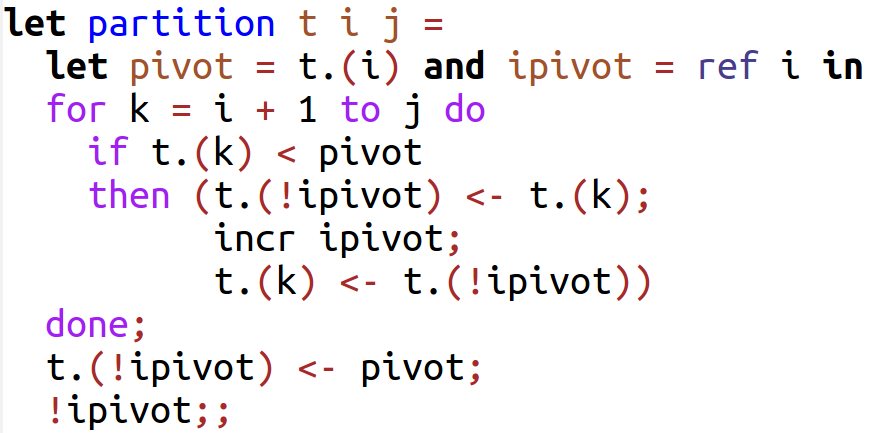 let partition t i j =
  let pivot = t.(i) and ipivot = ref i in
  for k = i + 1 to j do
    if t.(k) < pivot
    then (t.(!ipivot) <- t.(k);
          incr ipivot;
          t.(k) <- t.(!ipivot))
  done;
  t.(!ipivot) <- pivot;
  !ipivot;;